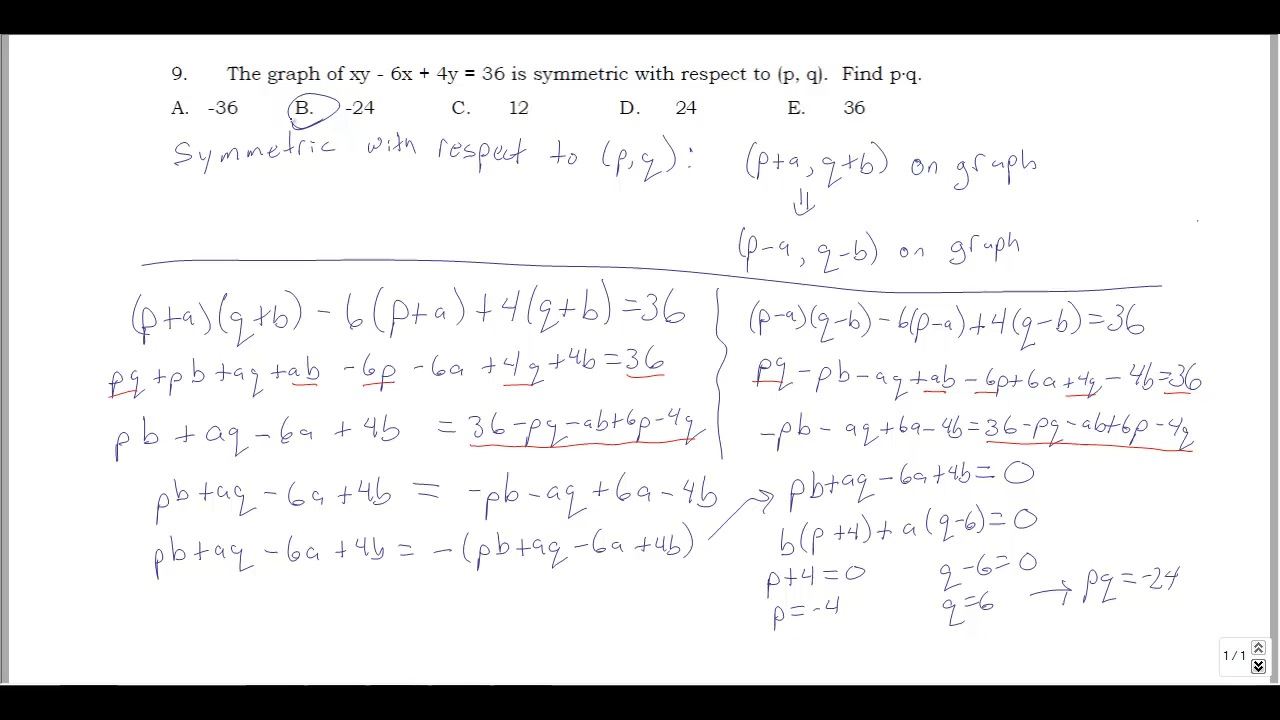 9. The graph of xy - 6x + 4y = 36 is symmetric with respect to (p, q). Find p·q.
A. -36 B. -24 C. 12 D. 24 E. 36
Symmetric with respect to (p, q): (p+a, q+b) on graph
⇓
(p-a, q-b) on graph
(p+a)(q+b) - 6(p+a) + 4(q+b) = 36
pq + pb + aq + ab - 6p - 6a + 4q + 4b = 36
pb + aq - 6a + 4b = 36 - pq - ab + 6p - 4q
pb + aq - 6a + 4b = -pb - aq + 6a - 4b
pb + aq - 6a + 4b = -(pb + aq - 6a + 4b)
(p-a)(q-b) - 6(p-a) + 4(q-b) = 36
pq - pb - aq + ab - 6p + 6a + 4q - 4b = 36
-pb - aq + 6a - 4b = 36 - pq - ab + 6p - 4q
→ pb + aq - 6a + 4b = 0
b(p+4) + a(q-6) = 0
p+4 = 0 q-6 = 0
p = -4 q = 6 → pq = -24
1 / 1